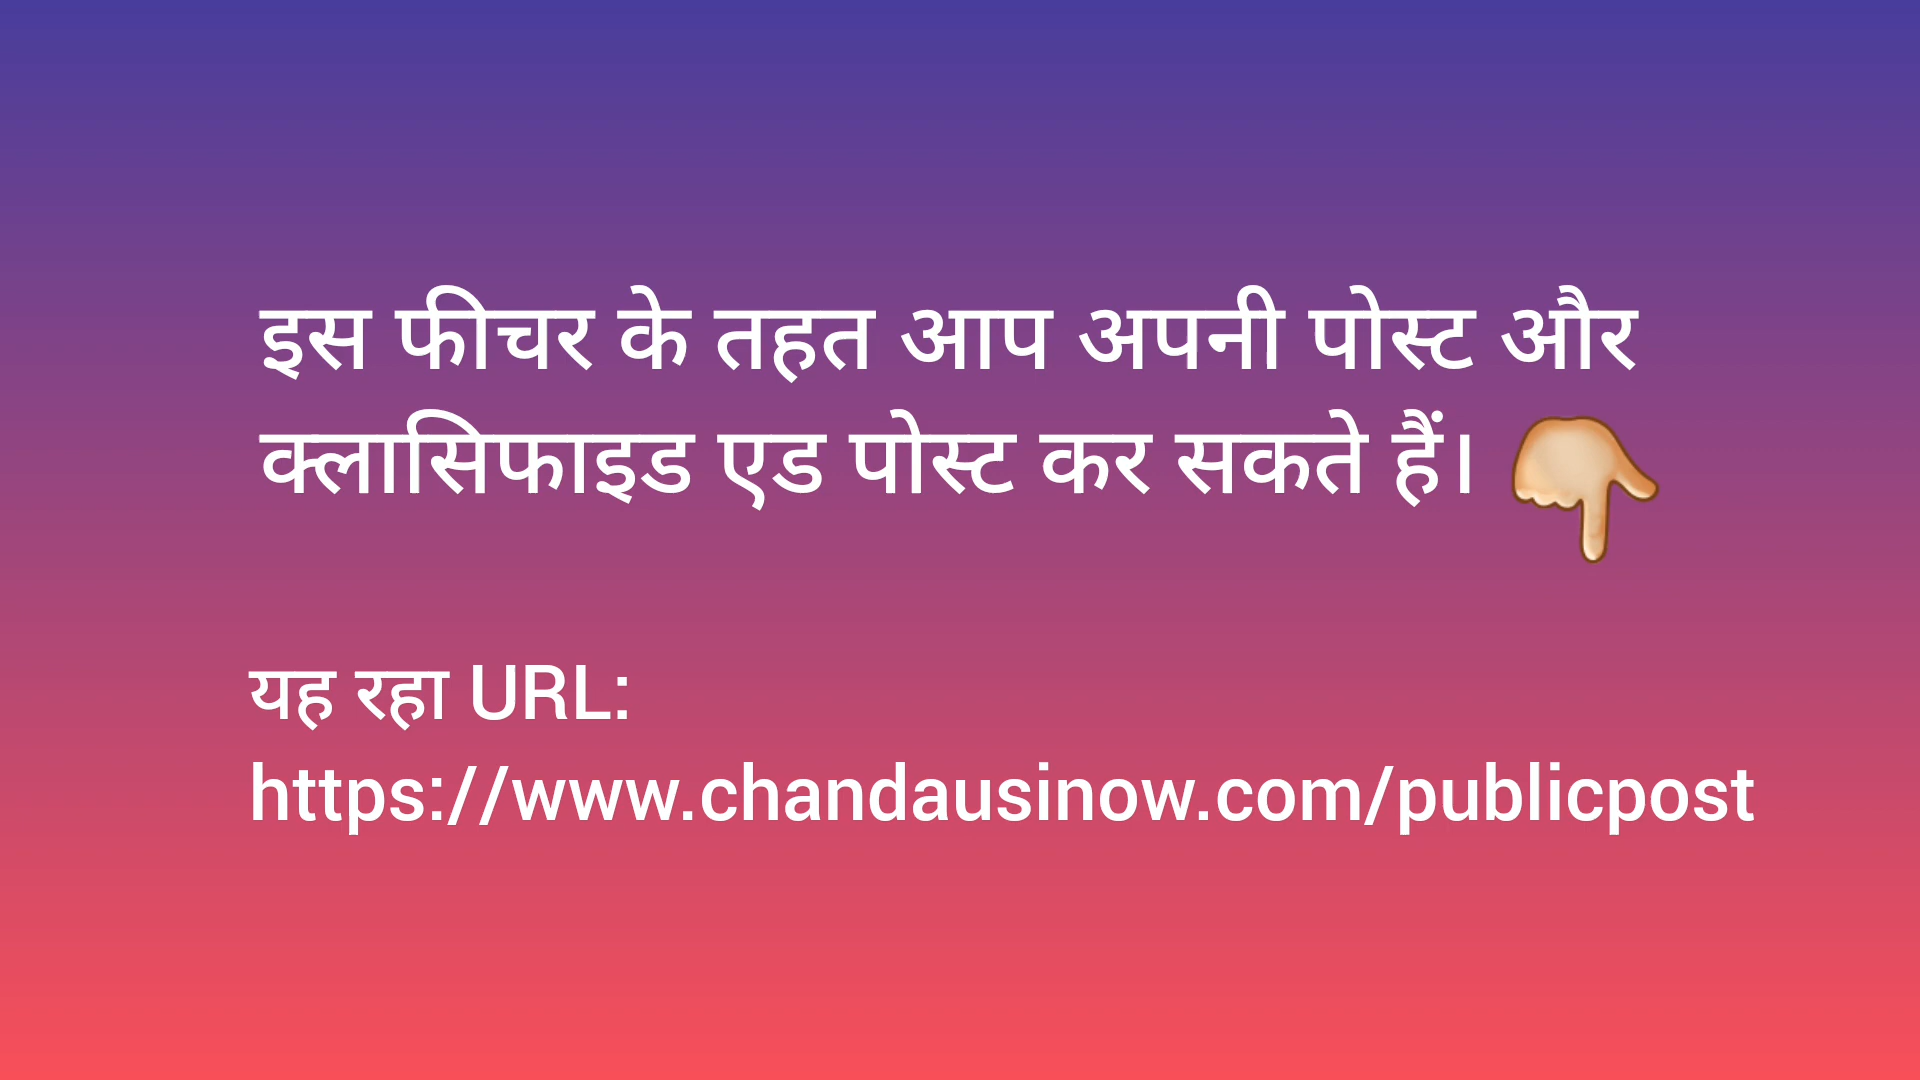 इस फीचर के तहत आप अपनी पोस्ट और
क्लासिफाइड एड पोस्ट कर सकते हैं। 👇🏼
यह रहा URL:
https://www.chandausinow.com/publicpost